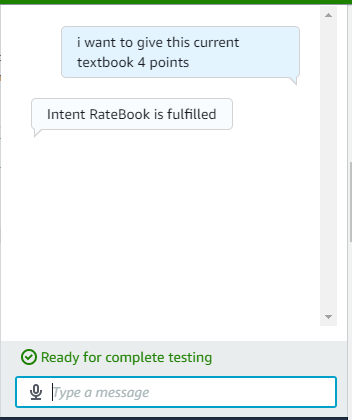 i want to give this current
textbook 4 points
Intent RateBook is fulfilled
Ready for complete testing
Type a message